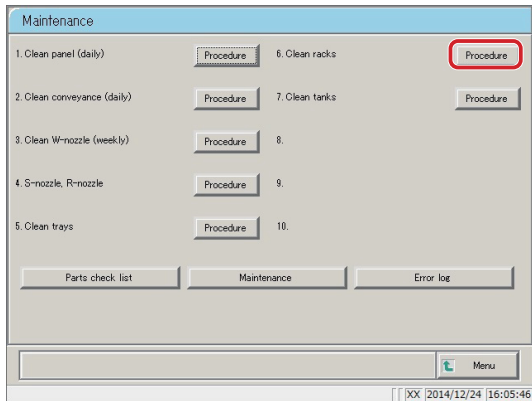 Maintenance
1. Clean panel (daily) Procedure 6. Clean racks Procedure
2. Clean conveyance (daily) Procedure 7. Clean tanks Procedure
3. Clean W-nozzle (weekly) Procedure 8.
4. S-nozzle, R-nozzle Procedure 9.
5. Clean trays Procedure 10.
Parts check list Maintenance Error log
Menu
XX 2014/12/24 16:05:46